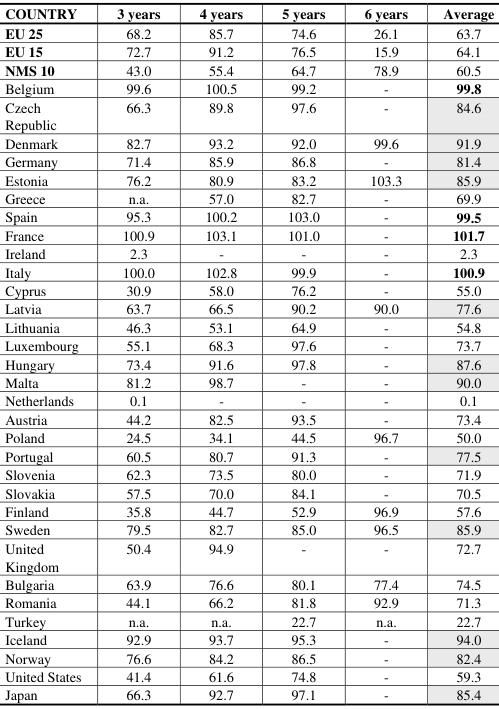 COUNTRY 3 years 4 years 5 years 6 years Average
EU 25 68.2 85.7 74.6 26.1 63.7
EU 15 72.7 91.2 76.5 15.9 64.1
NMS 10 43.0 55.4 64.7 78.9 60.5
Belgium 99.6 100.5 99.2 - 99.8
Czech 66.3 89.8 97.6 - 84.6
Republic
Denmark 82.7 93.2 92.0 99.6 91.9
Germany 71.4 85.9 86.8 - 81.4
Estonia 76.2 80.9 83.2 103.3 85.9
Greece n.a. 57.0 82.7 - 69.9
Spain 95.3 100.2 103.0 - 99.5
France 100.9 103.1 101.0 - 101.7
Ireland 2.3 - - - 2.3
Italy 100.0 102.8 99.9 - 100.9
Cyprus 30.9 58.0 76.2 - 55.0
Latvia 63.7 66.5 90.2 90.0 77.6
Lithuania 46.3 53.1 64.9 - 54.8
Luxembourg 55.1 68.3 97.6 - 73.7
Hungary 73.4 91.6 97.8 - 87.6
Malta 81.2 98.7 - - 90.0
Netherlands 0.1 - - - 0.1
Austria 44.2 82.5 93.5 - 73.4
Poland 24.5 34.1 44.5 96.7 50.0
Portugal 60.5 80.7 91.3 - 77.5
Slovenia 62.3 73.5 80.0 - 71.9
Slovakia 57.5 70.0 84.1 - 70.5
Finland 35.8 44.7 52.9 96.9 57.6
Sweden 79.5 82.7 85.0 96.5 85.9
United 50.4 94.9 - - 72.7
Kingdom
Bulgaria 63.9 76.6 80.1 77.4 74.5
Romania 44.1 66.2 81.8 92.9 71.3
Turkey n.a. n.a. 22.7 n.a. 22.7
Iceland 92.9 93.7 95.3 - 94.0
Norway 76.6 84.2 86.5 - 82.4
United States 41.4 61.6 74.8 - 59.3
Japan 66.3 92.7 97.1 - 85.4